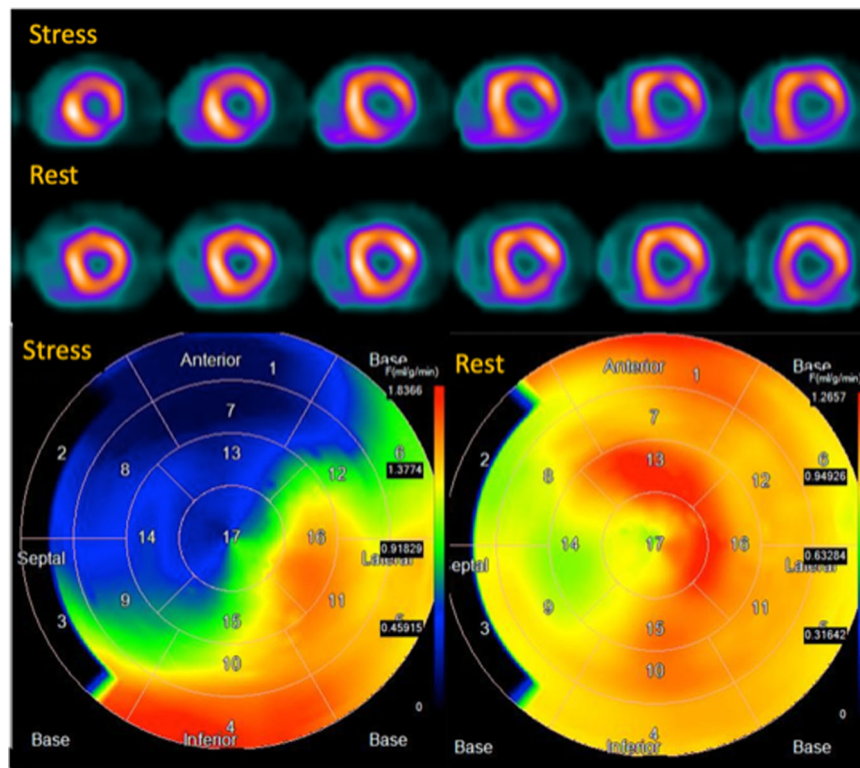 Stress
Rest
Stress
Anterior
Base
F(ml/g/min)
1.8366
1
7
2
8
13
6
12
1.3774
14
17
16
0.91829
Septal
Lateral
3
9
15
11
5
0.45915
10
4
0
Inferior
Base
Base
Rest
Anterior
Base
F(ml/g/min)
1.2657
1
7
2
8
13
6
12
0.94926
14
17
16
0.63284
eptal
Lateral
3
9
15
11
5
0.31642
10
4
0
Inferior
Base
Base